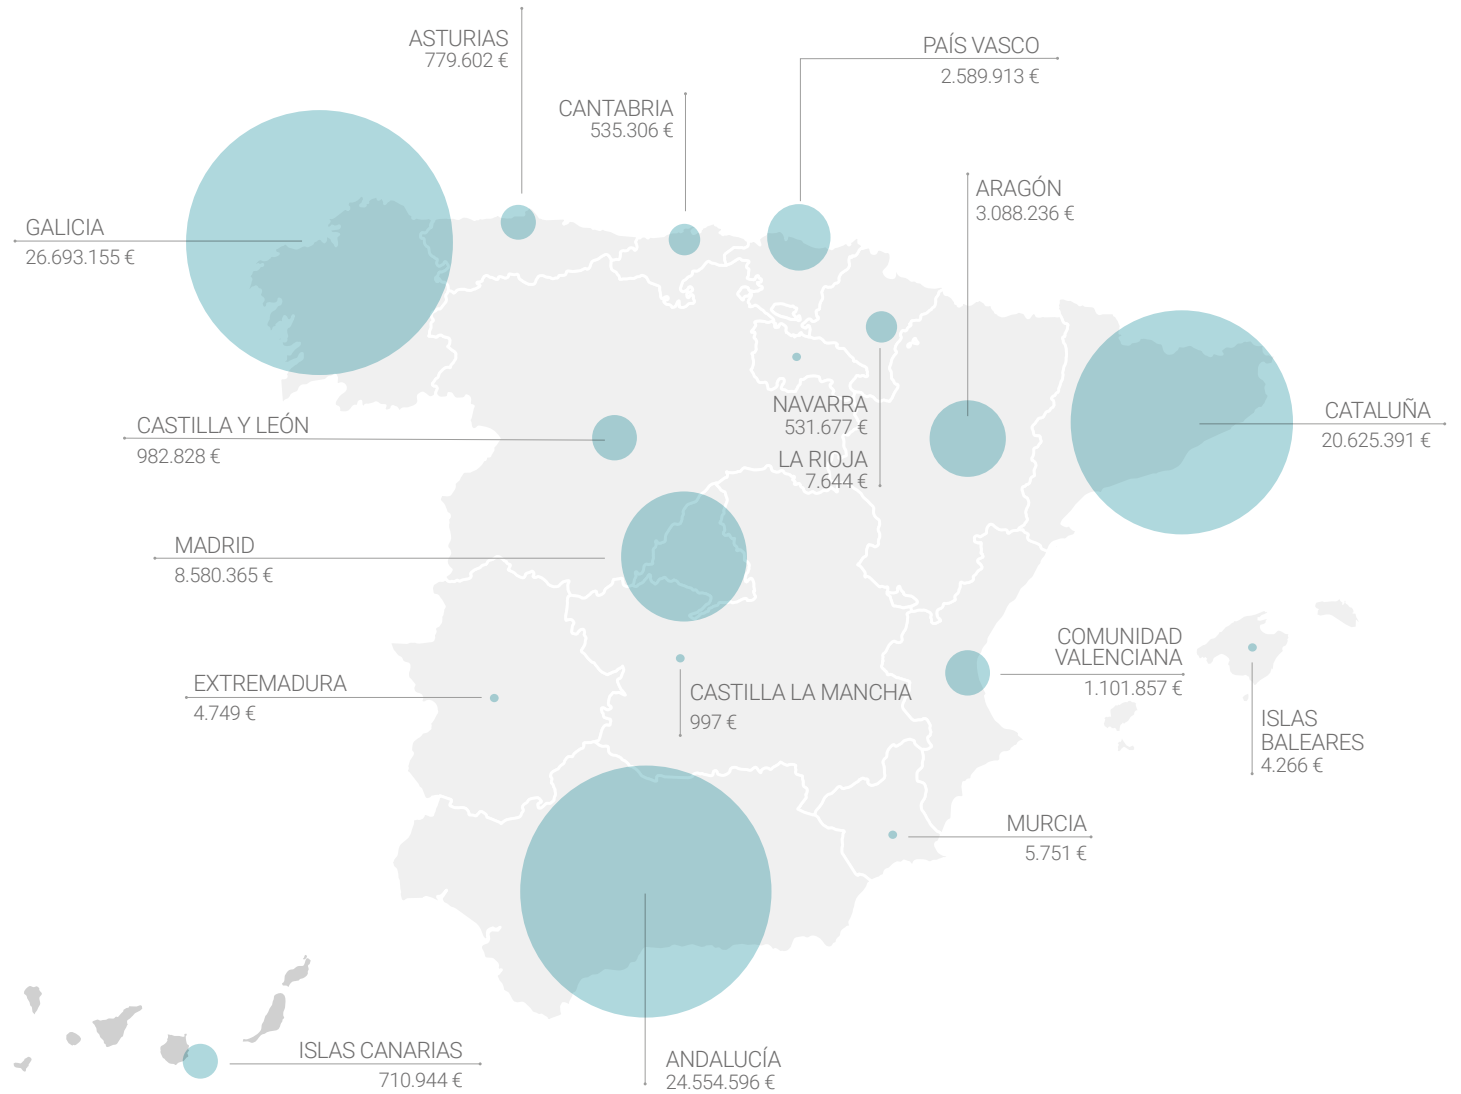 ASTURIAS
779.602 €
PAÍS VASCO
2.589.913 €
CANTABRIA
535.306 €
ARAGÓN
3.088.236 €
GALICIA
26.693.155 €
NAVARRA
531.677 €
LA RIOJA
7.644 €
CATALUÑA
20.625.391 €
CASTILLA Y LEÓN
982.828 €
MADRID
8.580.365 €
COMUNIDAD
VALENCIANA
1.101.857 €
EXTREMADURA
4.749 €
CASTILLA LA MANCHA
997 €
ISLAS
BALEARES
4.266 €
MURCIA
5.751 €
ISLAS CANARIAS
710.944 €
ANDALUCÍA
24.554.596 €